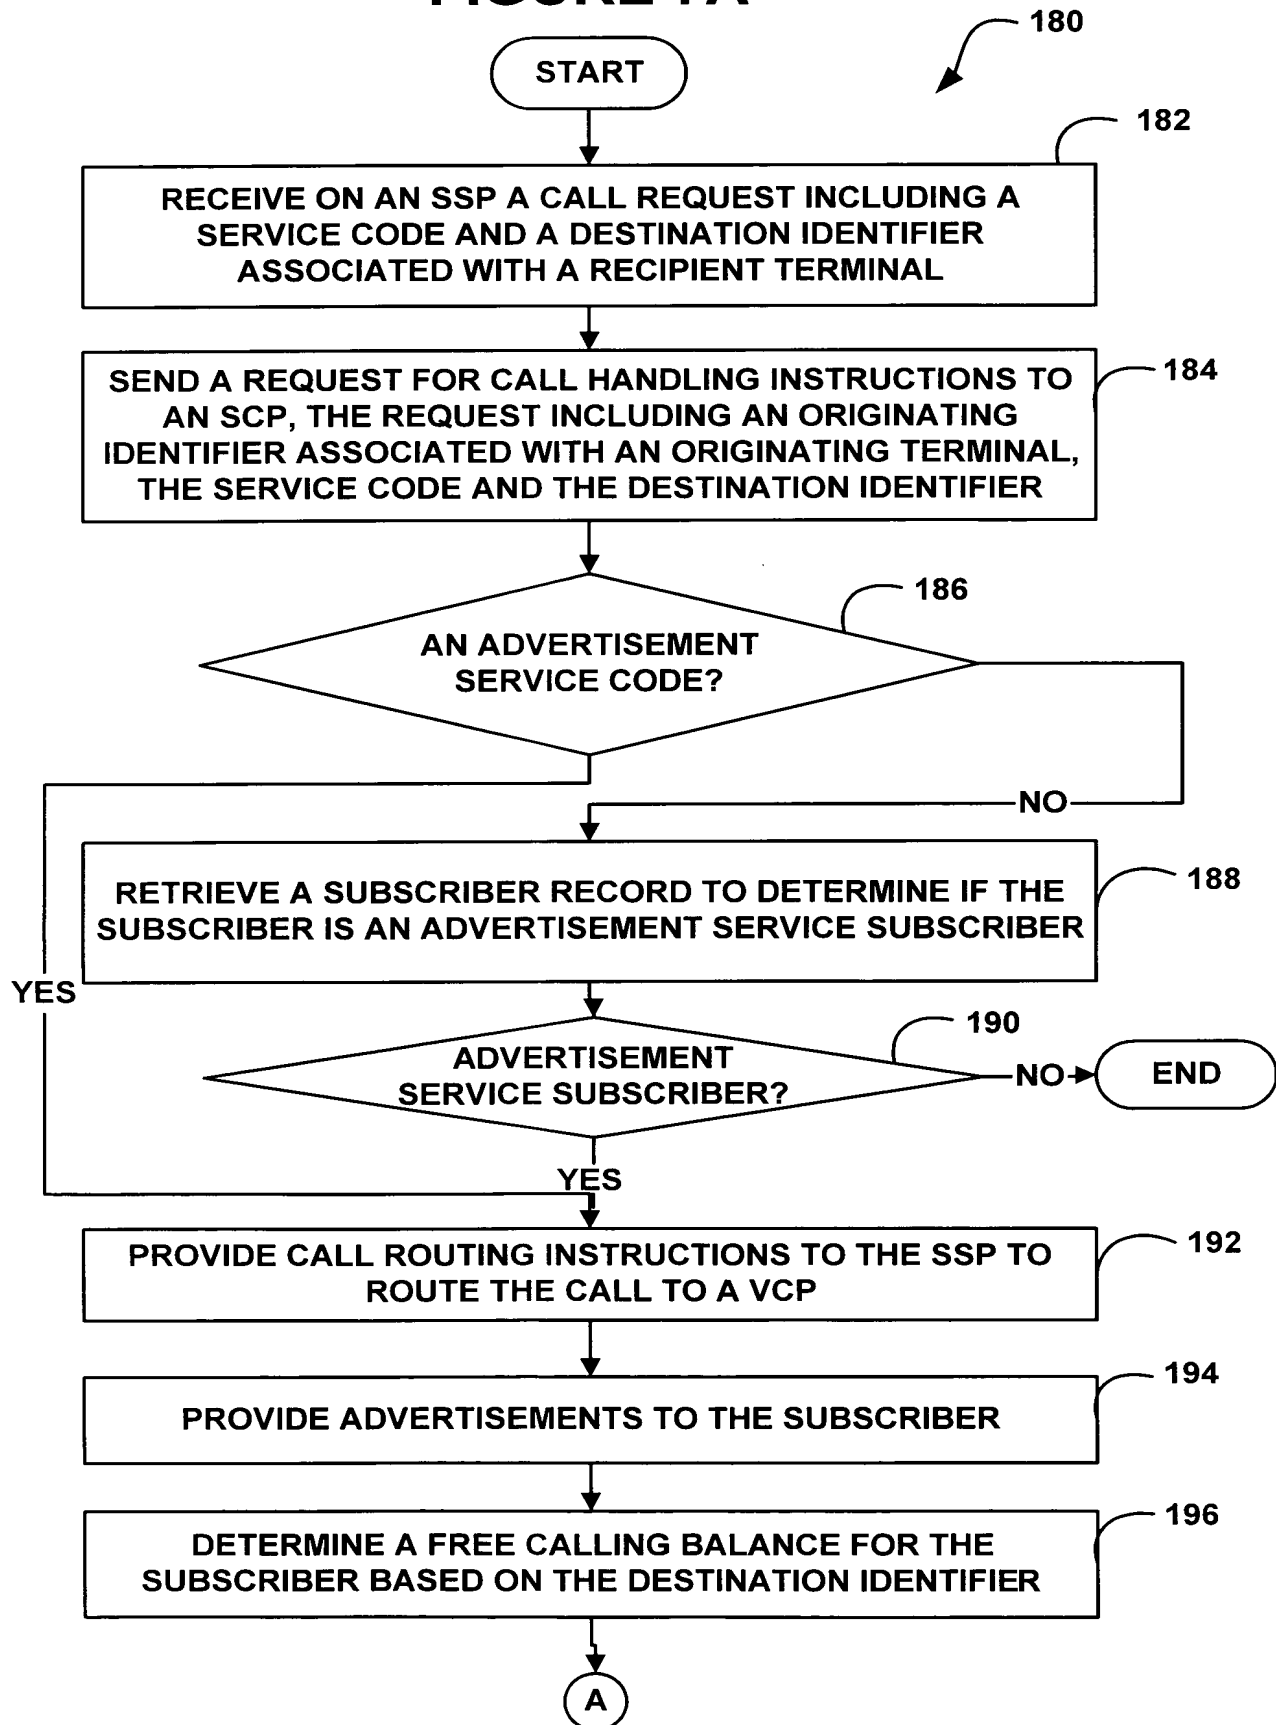 180
START
182
RECEIVE ON AN SSP A CALL REQUEST INCLUDING A
SERVICE CODE AND A DESTINATION IDENTIFIER
ASSOCIATED WITH A RECIPIENT TERMINAL
184
SEND A REQUEST FOR CALL HANDLING INSTRUCTIONS TO
AN SCP, THE REQUEST INCLUDING AN ORIGINATING
IDENTIFIER ASSOCIATED WITH AN ORIGINATING TERMINAL,
THE SERVICE CODE AND THE DESTINATION IDENTIFIER
186
AN ADVERTISEMENT
SERVICE CODE?
NO
188
RETRIEVE A SUBSCRIBER RECORD TO DETERMINE IF THE
SUBSCRIBER IS AN ADVERTISEMENT SERVICE SUBSCRIBER
YES
190
ADVERTISEMENT
SERVICE SUBSCRIBER?
NO
END
YES
192
PROVIDE CALL ROUTING INSTRUCTIONS TO THE SSP TO
ROUTE THE CALL TO A VCP
194
PROVIDE ADVERTISEMENTS TO THE SUBSCRIBER
196
DETERMINE A FREE CALLING BALANCE FOR THE
SUBSCRIBER BASED ON THE DESTINATION IDENTIFIER
A